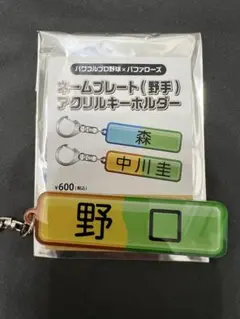 パワフルプロ野球×バファローズ
ネームプレート(野手)
アクリルキーホルダー
森
中川圭
¥600(税込)
野口